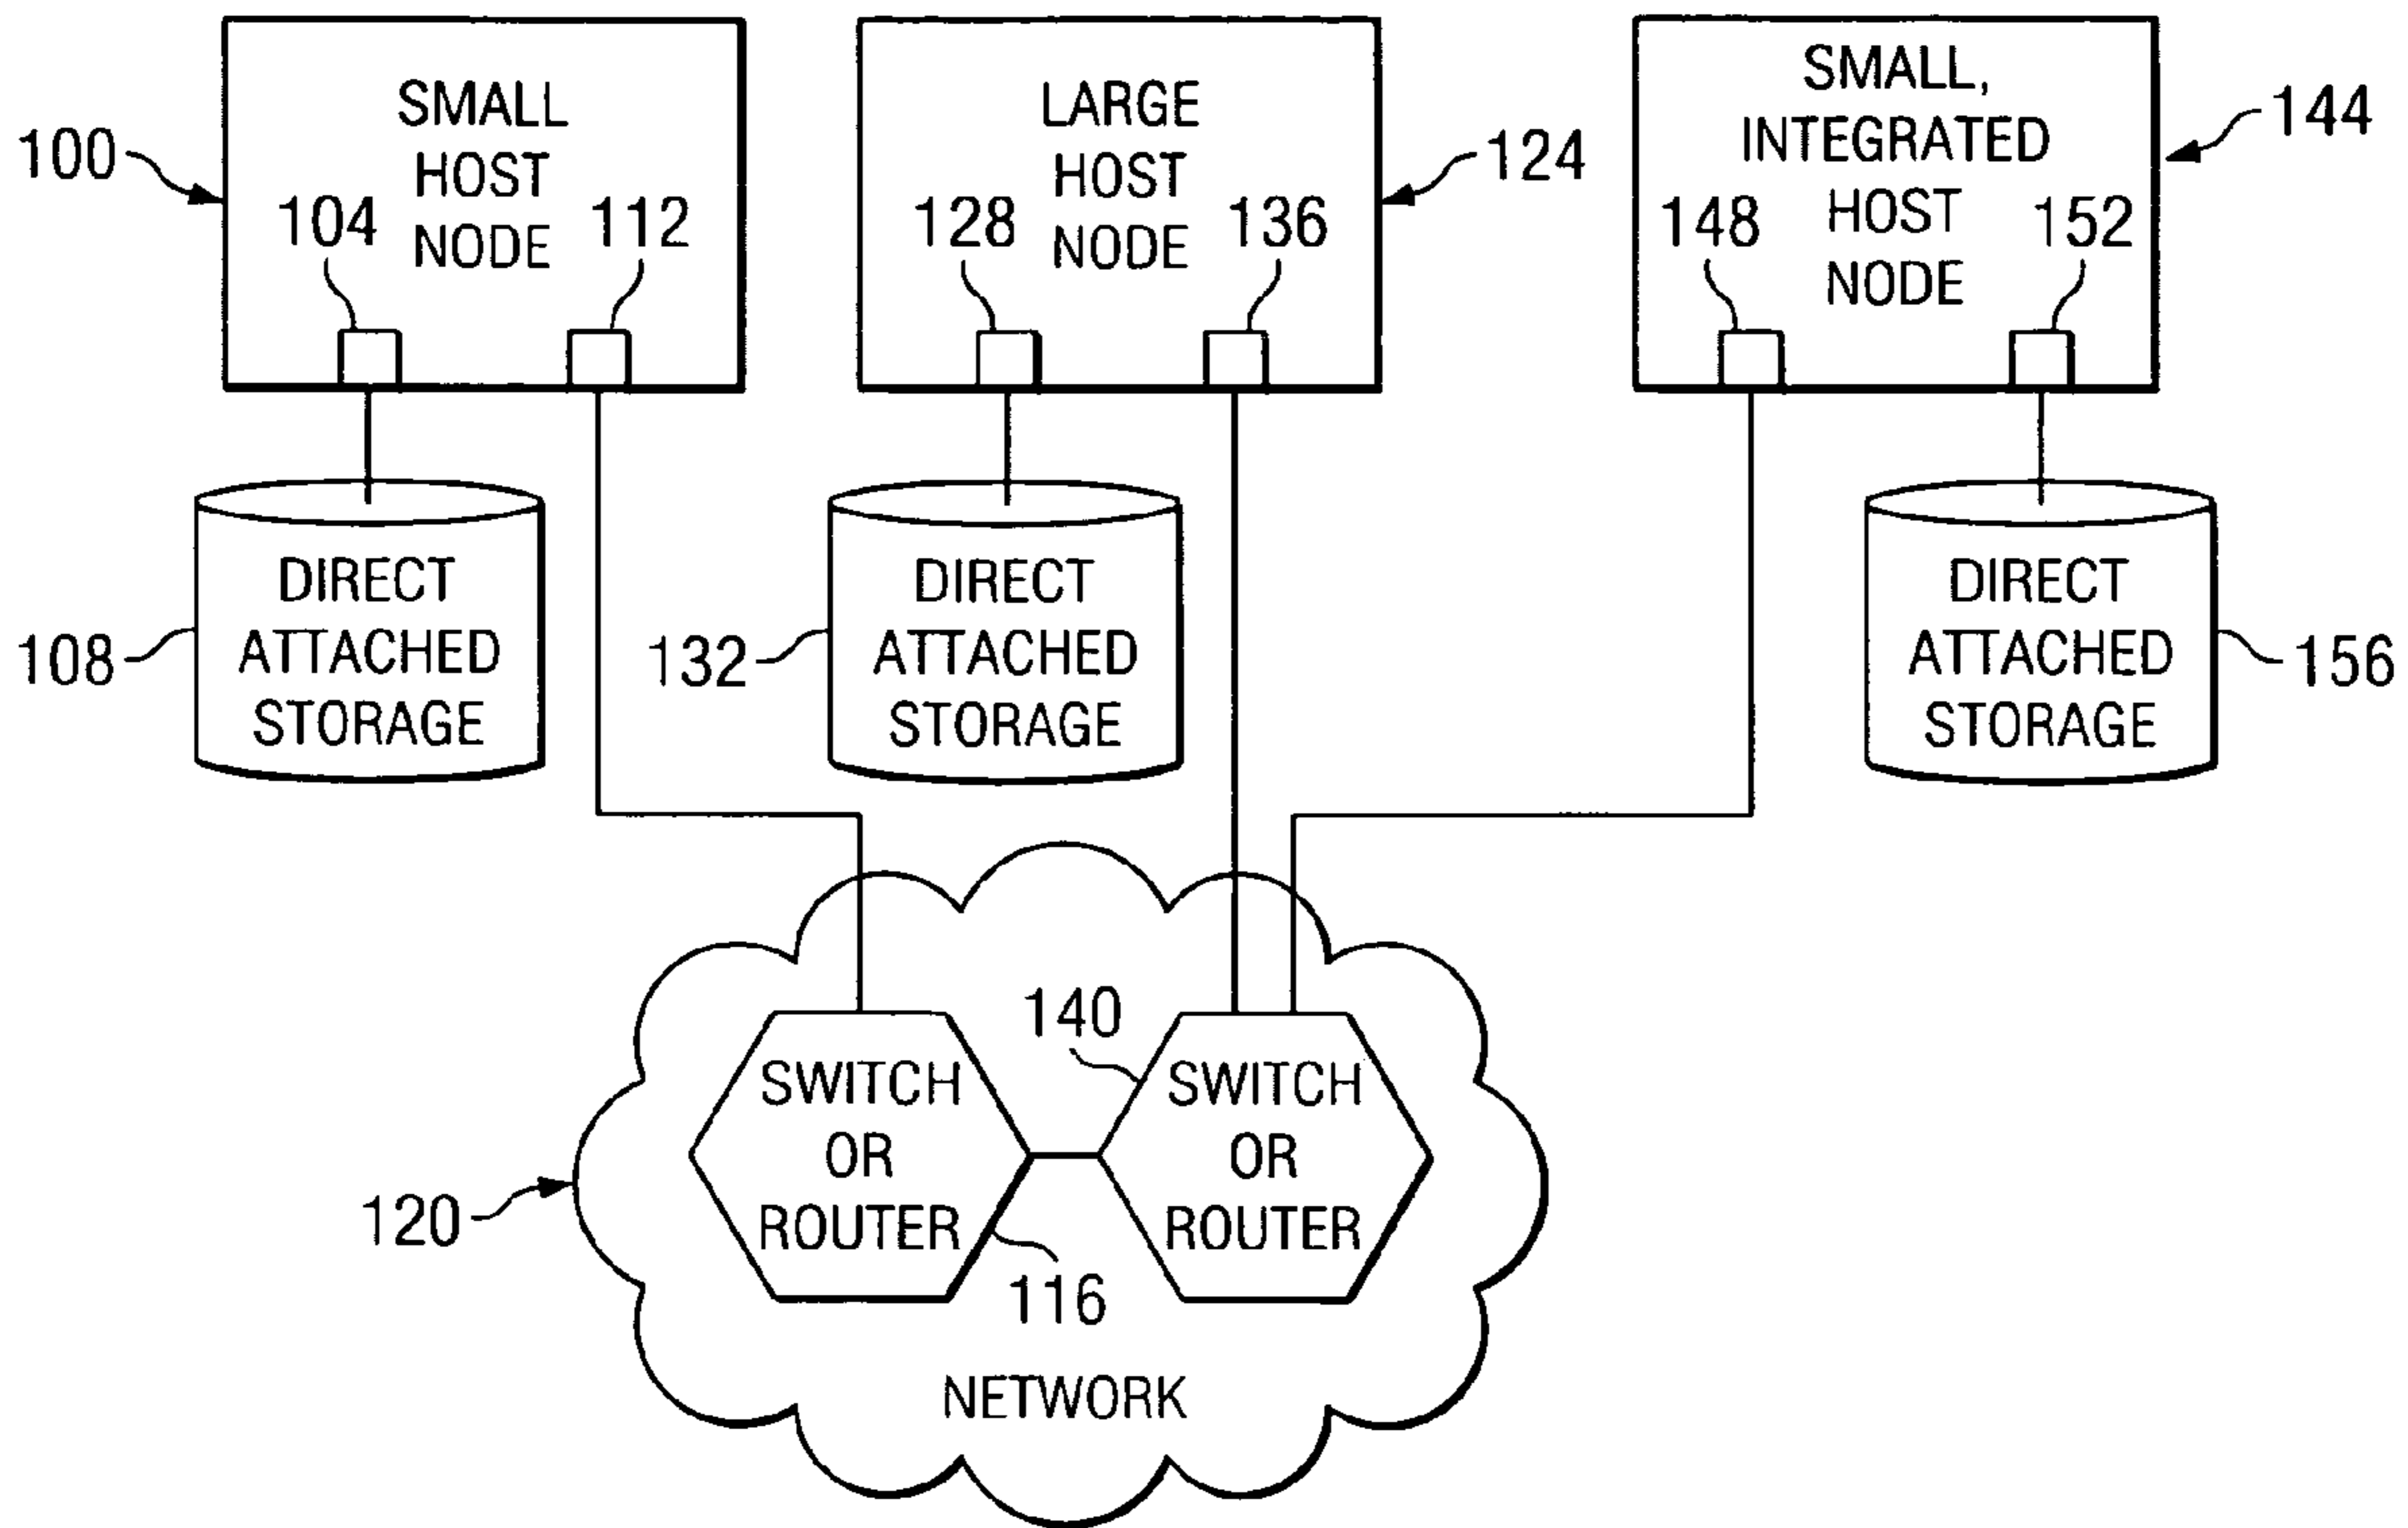 SMALL
HOST
NODE
100
104
112
LARGE
HOST
NODE
124
128
136
SMALL,
INTEGRATED
HOST
NODE
144
148
152
DIRECT
ATTACHED
STORAGE
108
DIRECT
ATTACHED
STORAGE
132
DIRECT
ATTACHED
STORAGE
156
140
SWITCH
OR
ROUTER
116
SWITCH
OR
ROUTER
120
NETWORK